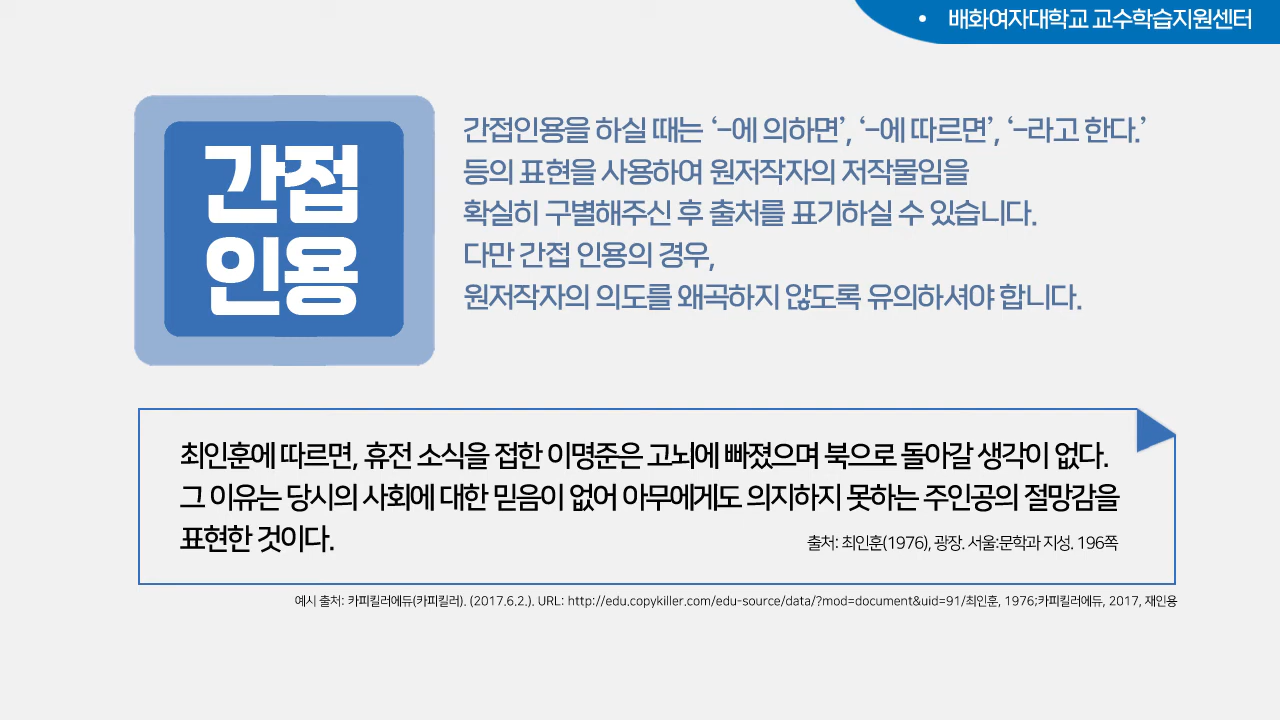 • 배화여자대학교 교수학습지원센터
간접
인용
간접인용을 하실 때는 ‘-에 의하면’, ‘-에 따르면’, ‘-라고 한다.’
등의 표현을 사용하여 원저작자의 저작물임을
확실히 구별해주신 후 출처를 표기하실 수 있습니다.
다만 간접 인용의 경우,
원저작자의 의도를 왜곡하지 않도록 유의하셔야 합니다.
최인훈에 따르면, 휴전 소식을 접한 이명준은 고뇌에 빠졌으며 북으로 돌아갈 생각이 없다.
그 이유는 당시의 사회에 대한 믿음이 없어 아무에게도 의지하지 못하는 주인공의 절망감을
표현한 것이다.
출처: 최인훈(1976), 광장. 서울:문학과 지성. 196쪽
예시 출처: 카피킬러에듀(카피킬러). (2017.6.2.). URL: http://edu.copykiller.com/edu-source/data/?mod=document&uid=91/최인훈, 1976;카피킬러에듀, 2017, 재인용